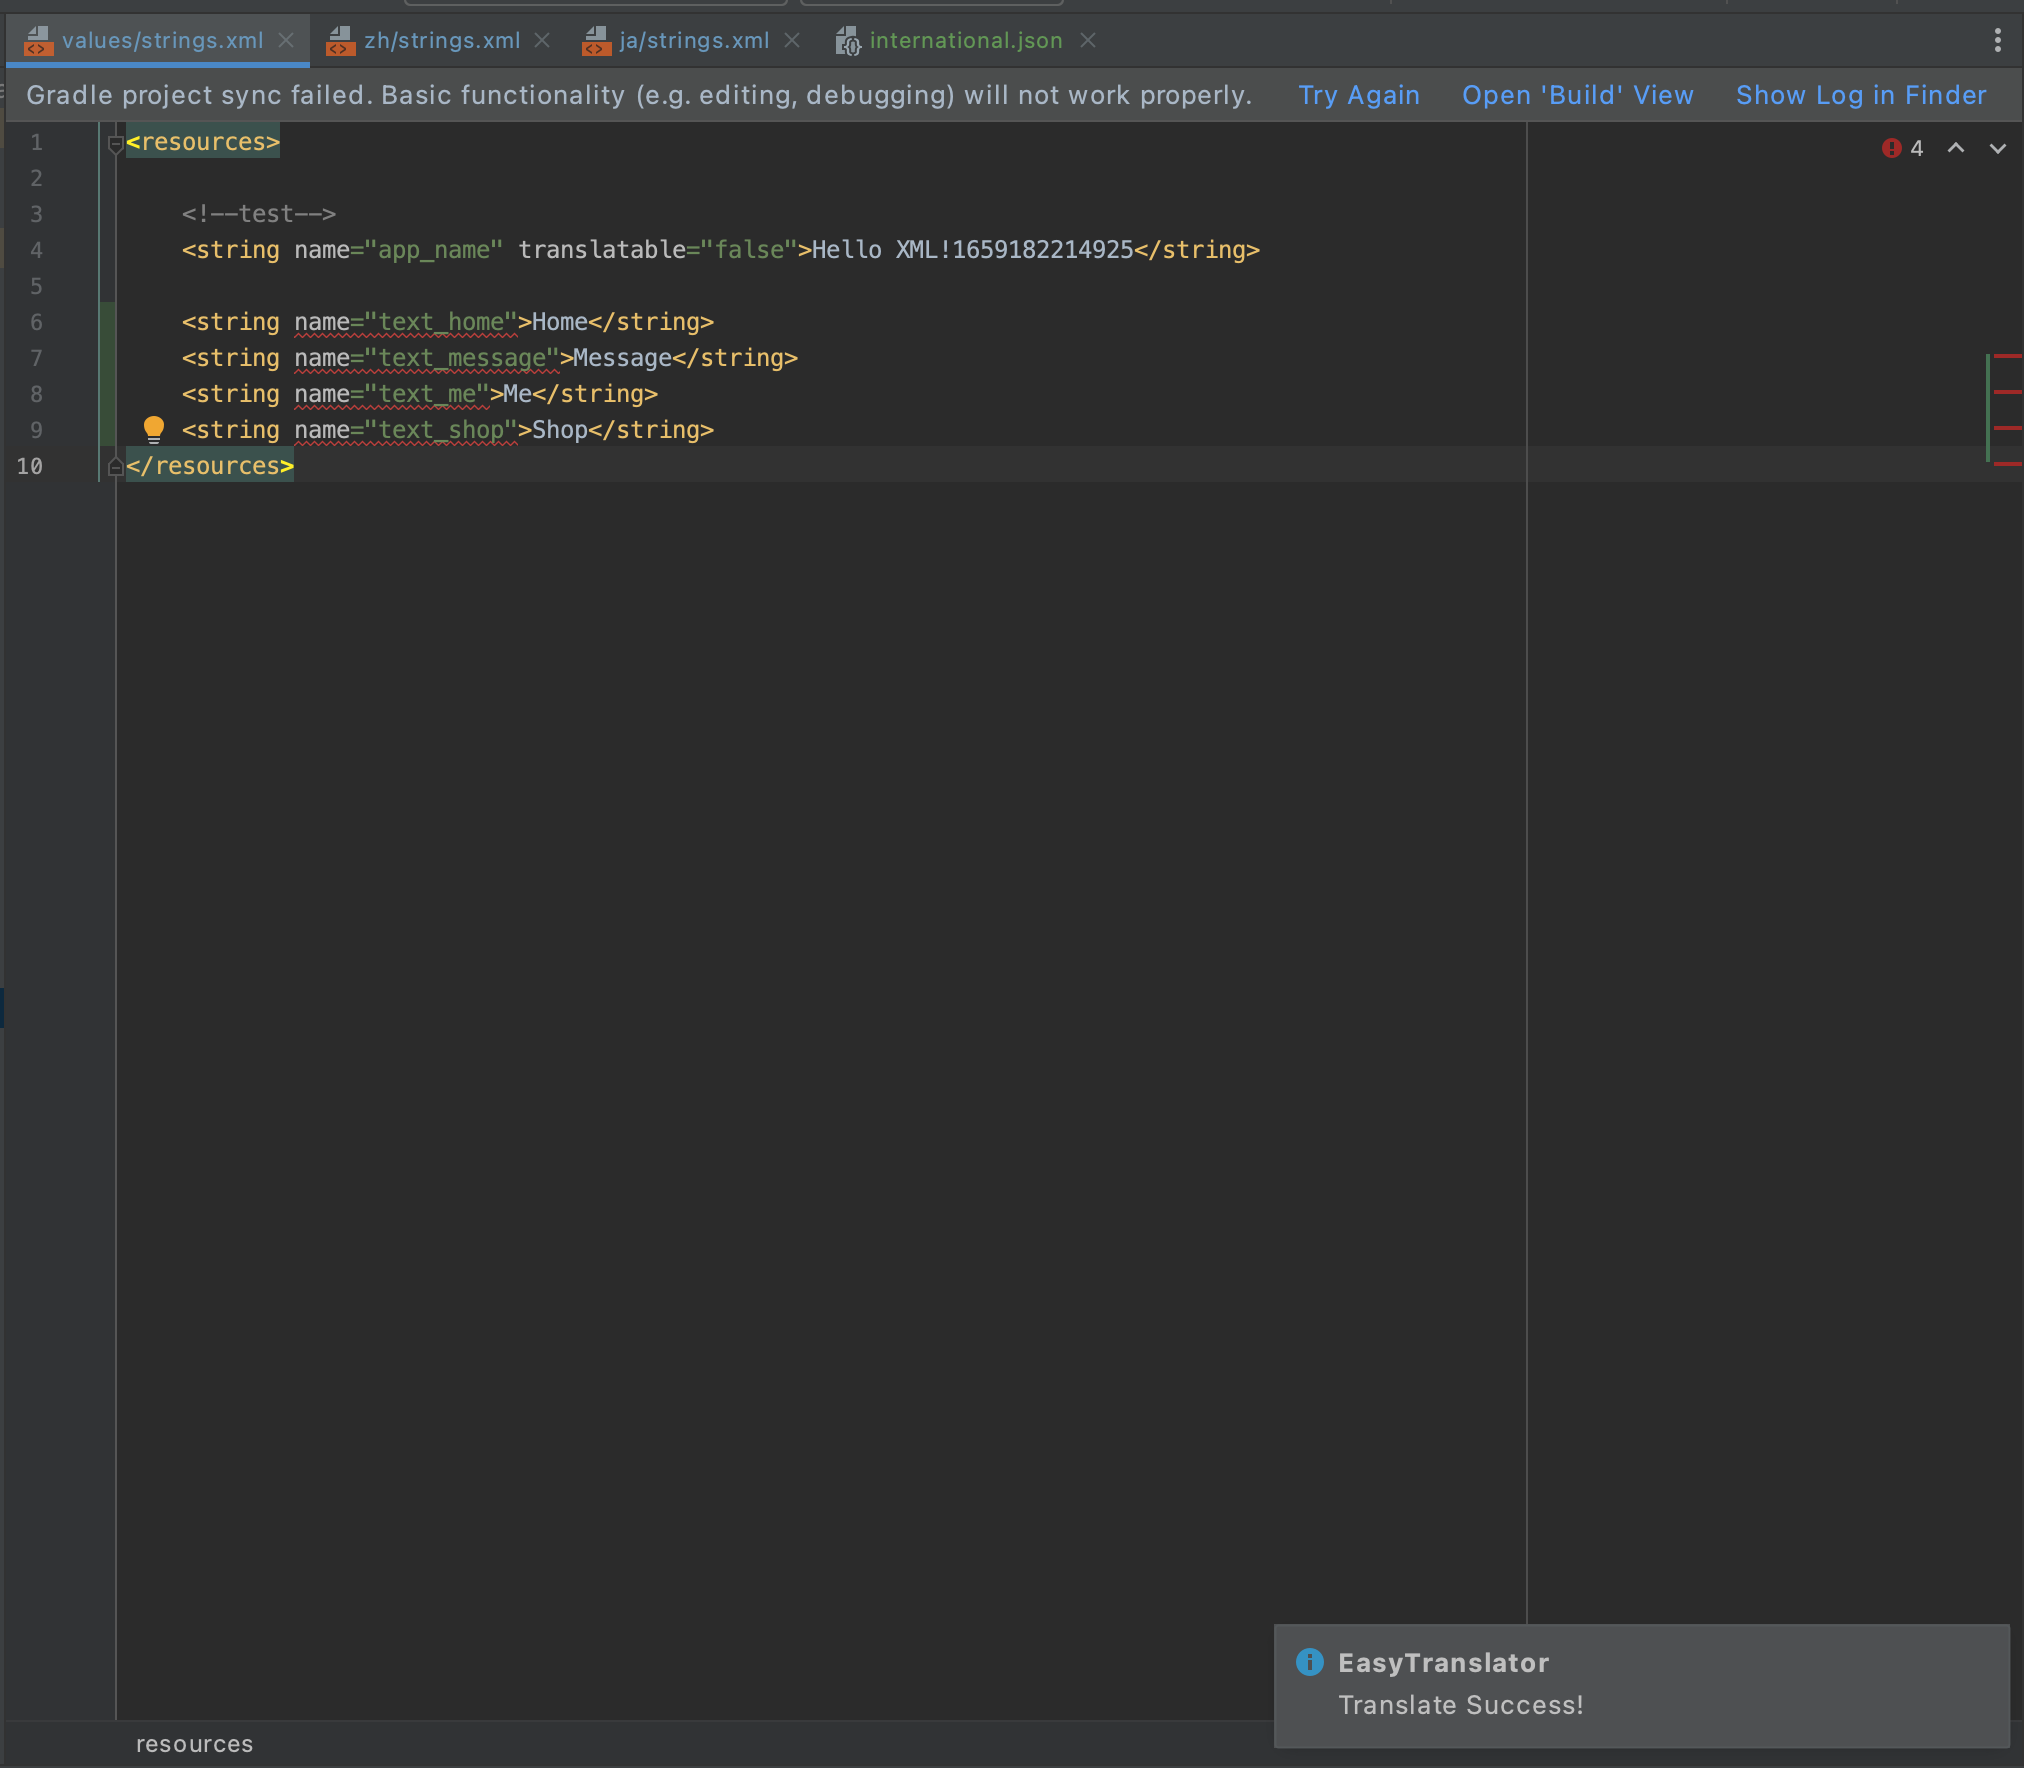 values/strings.xml zh/strings.xml ja/strings.xml international.json
Gradle project sync failed. Basic functionality (e.g. editing, debugging) will not work properly. Try Again Open 'Build' View Show Log in Finder
1 <resources> 4
2
3 <!--test-->
4 <string name="app_name" translatable="false">Hello XML!1659182214925</string>
5
6 <string name="text_home">Home</string>
7 <string name="text_message">Message</string>
8 <string name="text_me">Me</string>
9 <string name="text_shop">Shop</string>
10 </resources>
EasyTranslator
Translate Success!
resources